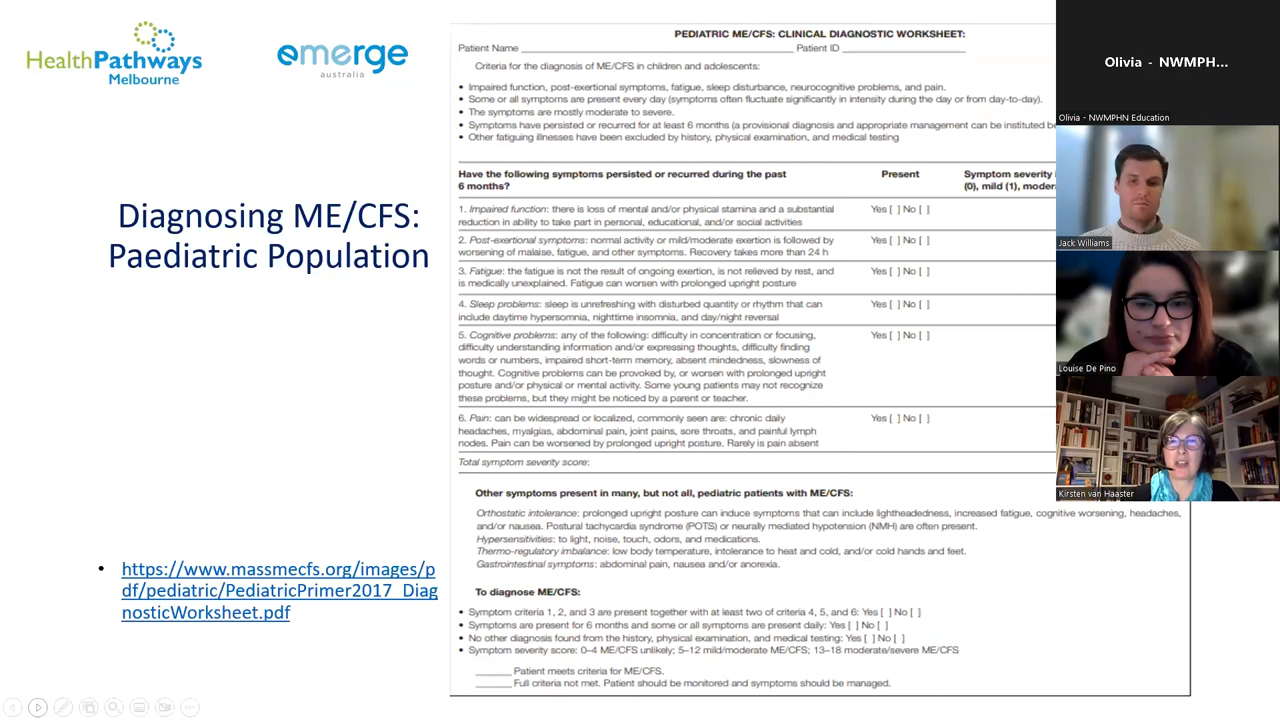 HealthPathways
Melbourne
emerge
australia
Diagnosing ME/CFS:
Paediatric Population
• https://www.massmecfs.org/images/p
df/pediatric/PediatricPrimer2017_Diag
nosticWorksheet.pdf
PEDIATRIC ME/CFS: CLINICAL DIAGNOSTIC WORKSHEET:
Patient Name ________ Patient ID ________
Criteria for the diagnosis of ME/CFS in children and adolescents:
• Impaired function, post-exertional symptoms, fatigue, sleep disturbance, neurocognitive problems, and pain.
• Some or all symptoms are present every day (symptoms often fluctuate significantly in intensity during the day or from day-to-day).
• The symptoms are mostly moderate to severe.
• Symptoms have persisted or recurred for at least 6 months (a provisional diagnosis and appropriate management can be instituted be
• Other fatiguing illnesses have been excluded by history, physical examination, and medical testing
Have the following symptoms persisted or recurred during the past Present Symptom severity
6 months? (0), mild (1), moder
1. Impaired function: there is loss of mental and/or physical stamina and a substantial Yes [ ] No [ ]
reduction in ability to take part in personal, educational, and/or social activities
2. Post-exertional symptoms: normal activity or mild/moderate exertion is followed by Yes [ ] No [ ]
worsening of malaise, fatigue, and other symptoms. Recovery takes more than 24 h
3. Fatigue: the fatigue is not the result of ongoing exertion, is not relieved by rest, and Yes [ ] No [ ]
is medically unexplained. Fatigue can worsen with prolonged upright posture
4. Sleep problems: sleep is unrefreshing with disturbed quantity or rhythm that can Yes [ ] No [ ]
include daytime hypersomnia, nighttime insomnia, and day/night reversal
5. Cognitive problems: any of the following: difficulty in concentration or focusing, Yes [ ] No [ ]
difficulty understanding information and/or expressing thoughts, difficulty finding
words or numbers, impaired short-term memory, absent mindedness, slowness of
thought. Cognitive problems can be provoked by, or worsen with prolonged upright
posture and/or physical or mental activity. Some young patients may not recognize
these problems, but they might be noticed by a parent or teacher.
6. Pain: can be widespread or localized, commonly seen are: chronic daily Yes [ ] No [ ]
headaches, myalgias, abdominal pain, joint pains, sore throats, and painful lymph
nodes. Pain can be worsened by prolonged upright posture. Rarely is pain absent
Total symptom severity score:
Other symptoms present in many, but not all, pediatric patients with ME/CFS:
Orthostatic intolerance: prolonged upright posture can induce symptoms that can include lightheadedness, increased fatigue, cognitive worsening, headaches,
and/or nausea. Postural tachycardia syndrome (POTS) or neurally mediated hypotension (NMH) are often present.
Hypersensitivities: to light, noise, touch, odors, and medications.
Thermo-regulatory imbalance: low body temperature, intolerance to heat and cold, and/or cold hands and feet.
Gastrointestinal symptoms: abdominal pain, nausea and/or anorexia.
To diagnose ME/CFS:
• Symptom criteria 1, 2, and 3 are present together with at least two of criteria 4, 5, and 6: Yes [ ] No [ ]
• Symptoms are present for 6 months and some or all symptoms are present daily: Yes [ ] No [ ]
• No other diagnosis found from the history, physical examination, and medical testing: Yes [ ] No [ ]
• Symptom severity score: 0–4 ME/CFS unlikely; 5–12 mild/moderate ME/CFS; 13–18 moderate/severe ME/CFS
______ Patient meets criteria for ME/CFS.
______ Full criteria not met. Patient should be monitored and symptoms should be managed.
Olivia - NWMPH...
Olivia - NWMPHN Education
Jack Williams
Louise De Pino
Kirsten van Haaster